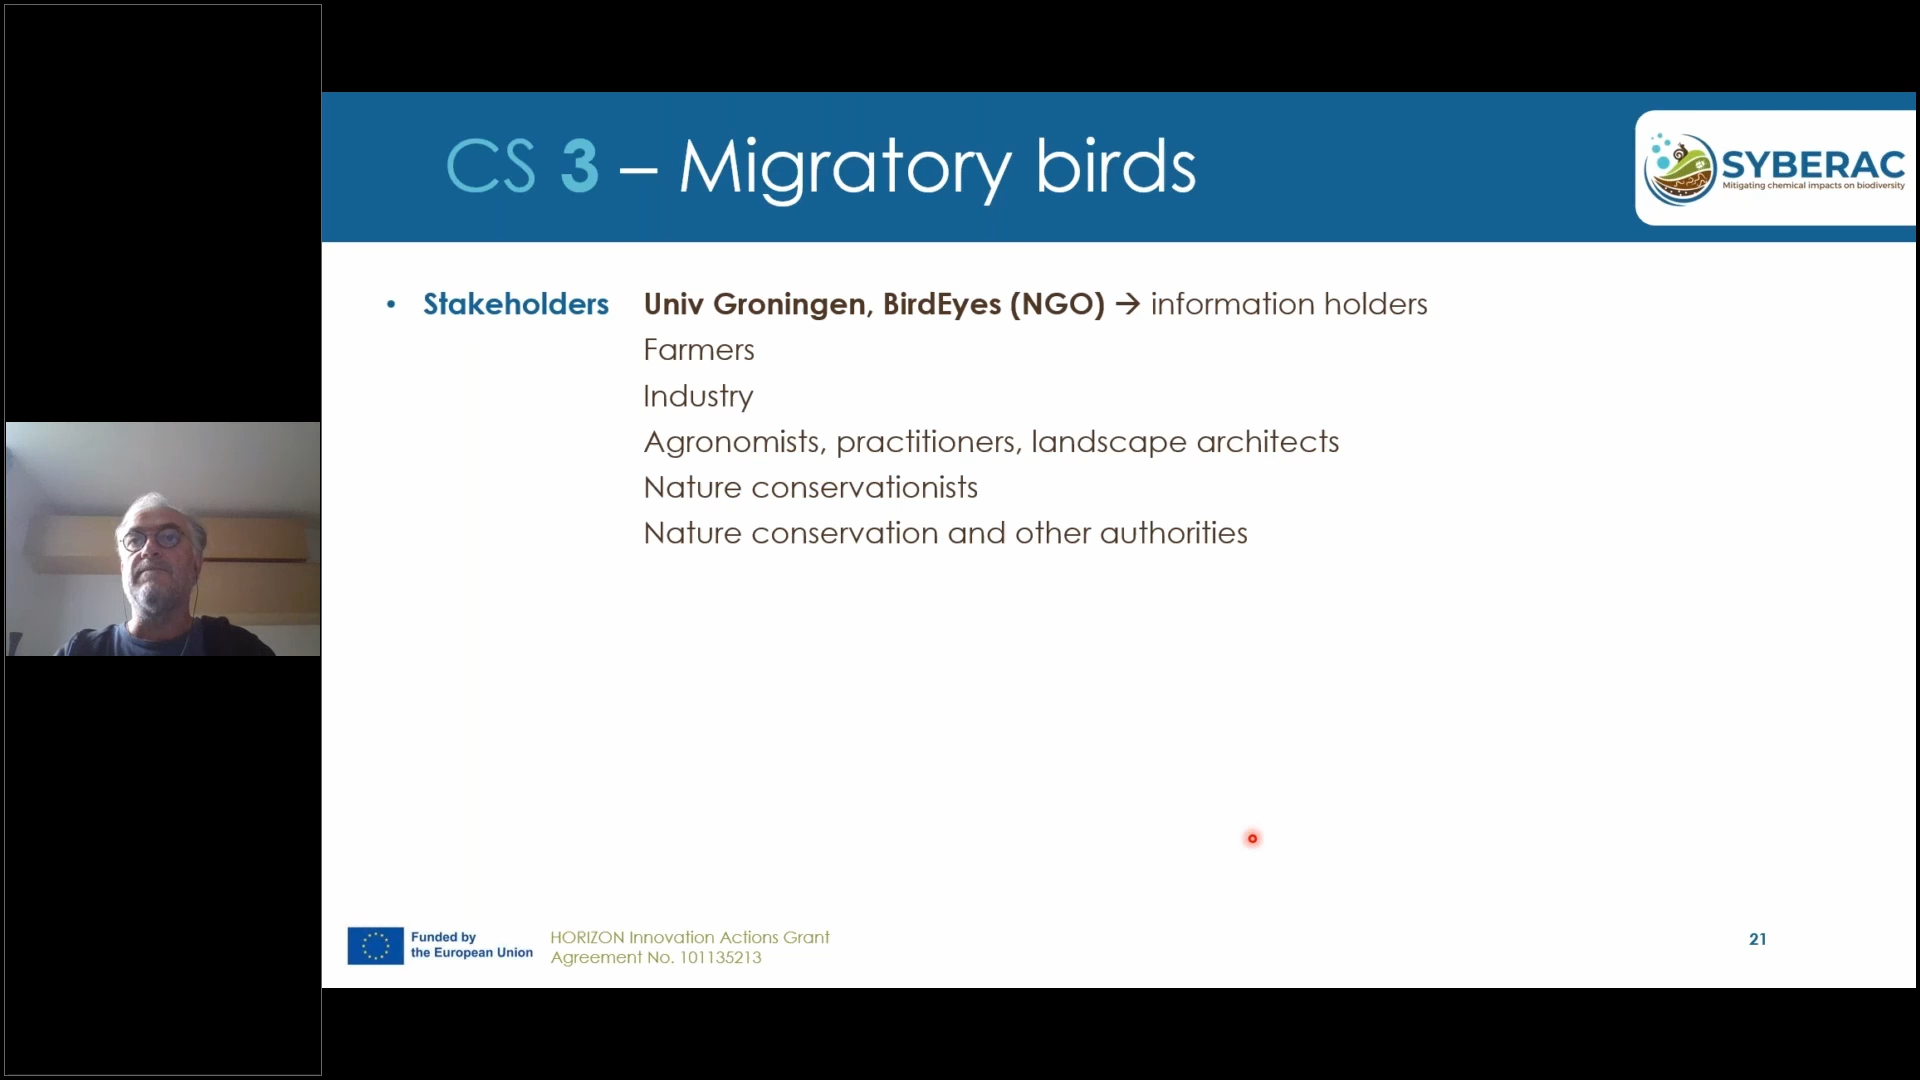 CS 3 – Migratory birds
SYBERAC
Mitigating chemical impacts on biodiversity
• Stakeholders Univ Groningen, BirdEyes (NGO) → information holders
Farmers
Industry
Agronomists, practitioners, landscape architects
Nature conservationists
Nature conservation and other authorities
Funded by
the European Union
HORIZON Innovation Actions Grant
Agreement No. 101135213
21